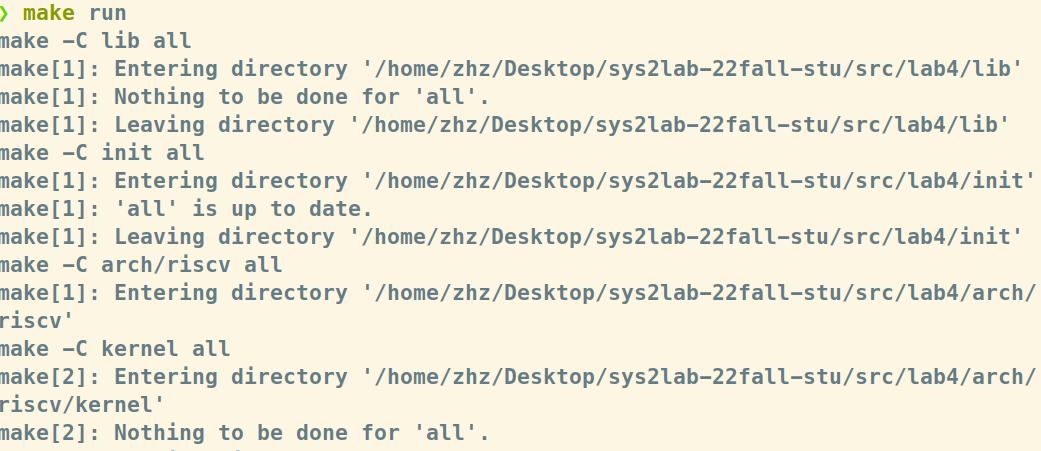 ❯ make run
make -C lib all
make[1]: Entering directory '/home/zhz/Desktop/sys2lab-22fall-stu/src/lab4/lib'
make[1]: Nothing to be done for 'all'.
make[1]: Leaving directory '/home/zhz/Desktop/sys2lab-22fall-stu/src/lab4/lib'
make -C init all
make[1]: Entering directory '/home/zhz/Desktop/sys2lab-22fall-stu/src/lab4/init'
make[1]: 'all' is up to date.
make[1]: Leaving directory '/home/zhz/Desktop/sys2lab-22fall-stu/src/lab4/init'
make -C arch/riscv all
make[1]: Entering directory '/home/zhz/Desktop/sys2lab-22fall-stu/src/lab4/arch/
riscv'
make -C kernel all
make[2]: Entering directory '/home/zhz/Desktop/sys2lab-22fall-stu/src/lab4/arch/
riscv/kernel'
make[2]: Nothing to be done for 'all'.